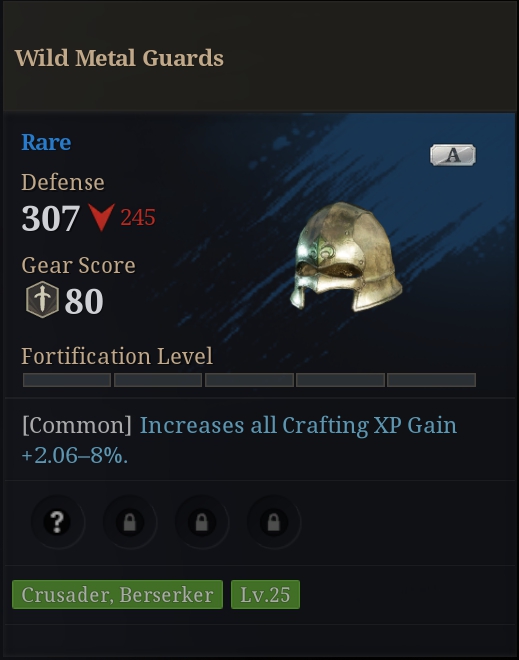 Wild Metal Guards
Rare
A
Defense
307 245
Gear Score
80
Fortification Level
[Common] Increases all Crafting XP Gain
+2.06–8%.
?
Crusader, Berserker Lv.25